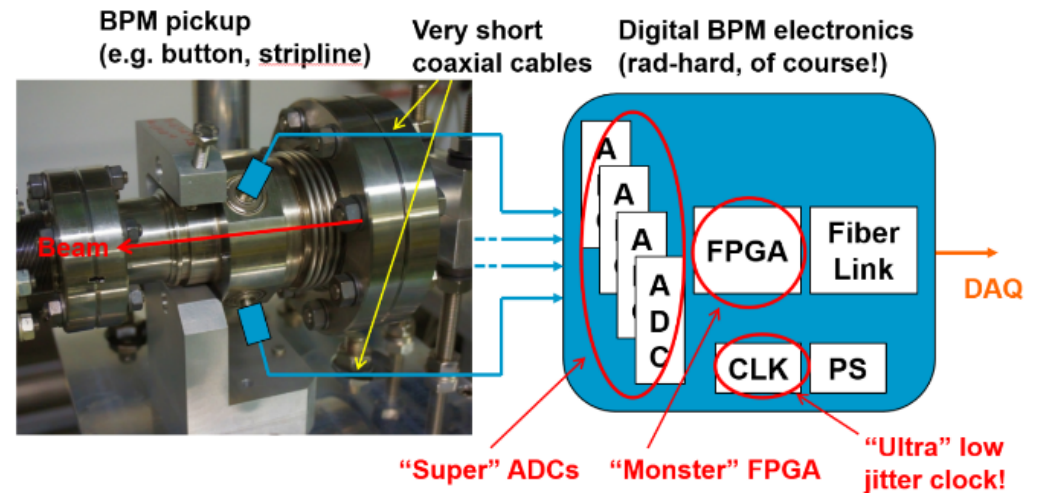 BPM pickup
(e.g. button, stripline)
Very short
coaxial cables
Digital BPM electronics
(rad-hard, of course!)
Beam
A
A
A
A
D
C
FPGA
Fiber
Link
CLK
PS
DAQ
“Super” ADCs
“Monster” FPGA
“Ultra” low
jitter clock!